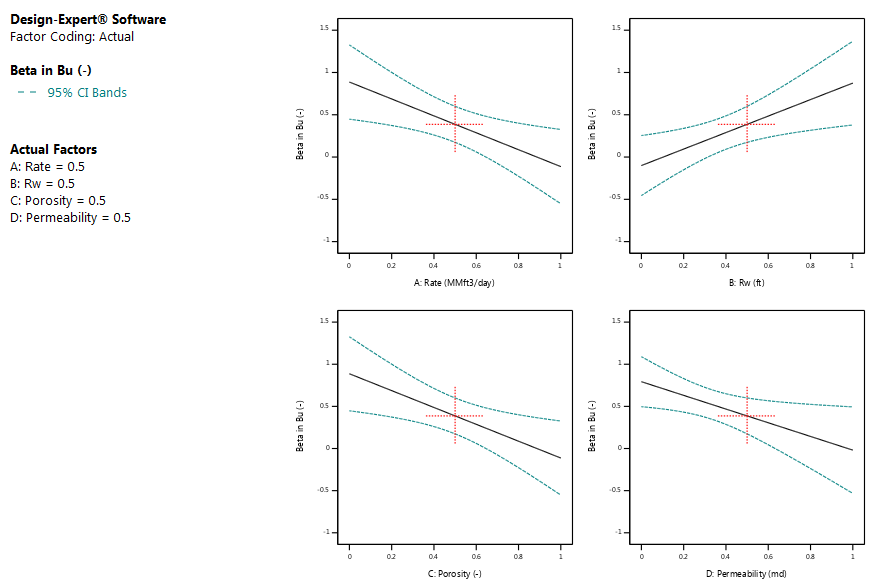 Design-Expert® Software
Factor Coding: Actual
Beta in Bu (-)
95% CI Bands
Actual Factors
A: Rate = 0.5
B: Rw = 0.5
C: Porosity = 0.5
D: Permeability = 0.5
Beta in Bu (-)
1.5
1
0.5
0
-0.5
-1
0 0.2 0.4 0.6 0.8 1
A: Rate (MMft3/day)
Beta in Bu (-)
1.5
1
0.5
0
-0.5
-1
0 0.2 0.4 0.6 0.8 1
B: Rw (ft)
Beta in Bu (-)
1.5
1
0.5
0
-0.5
-1
0 0.2 0.4 0.6 0.8 1
C: Porosity (-)
Beta in Bu (-)
1.5
1
0.5
0
-0.5
-1
0 0.2 0.4 0.6 0.8 1
D: Permeability (md)